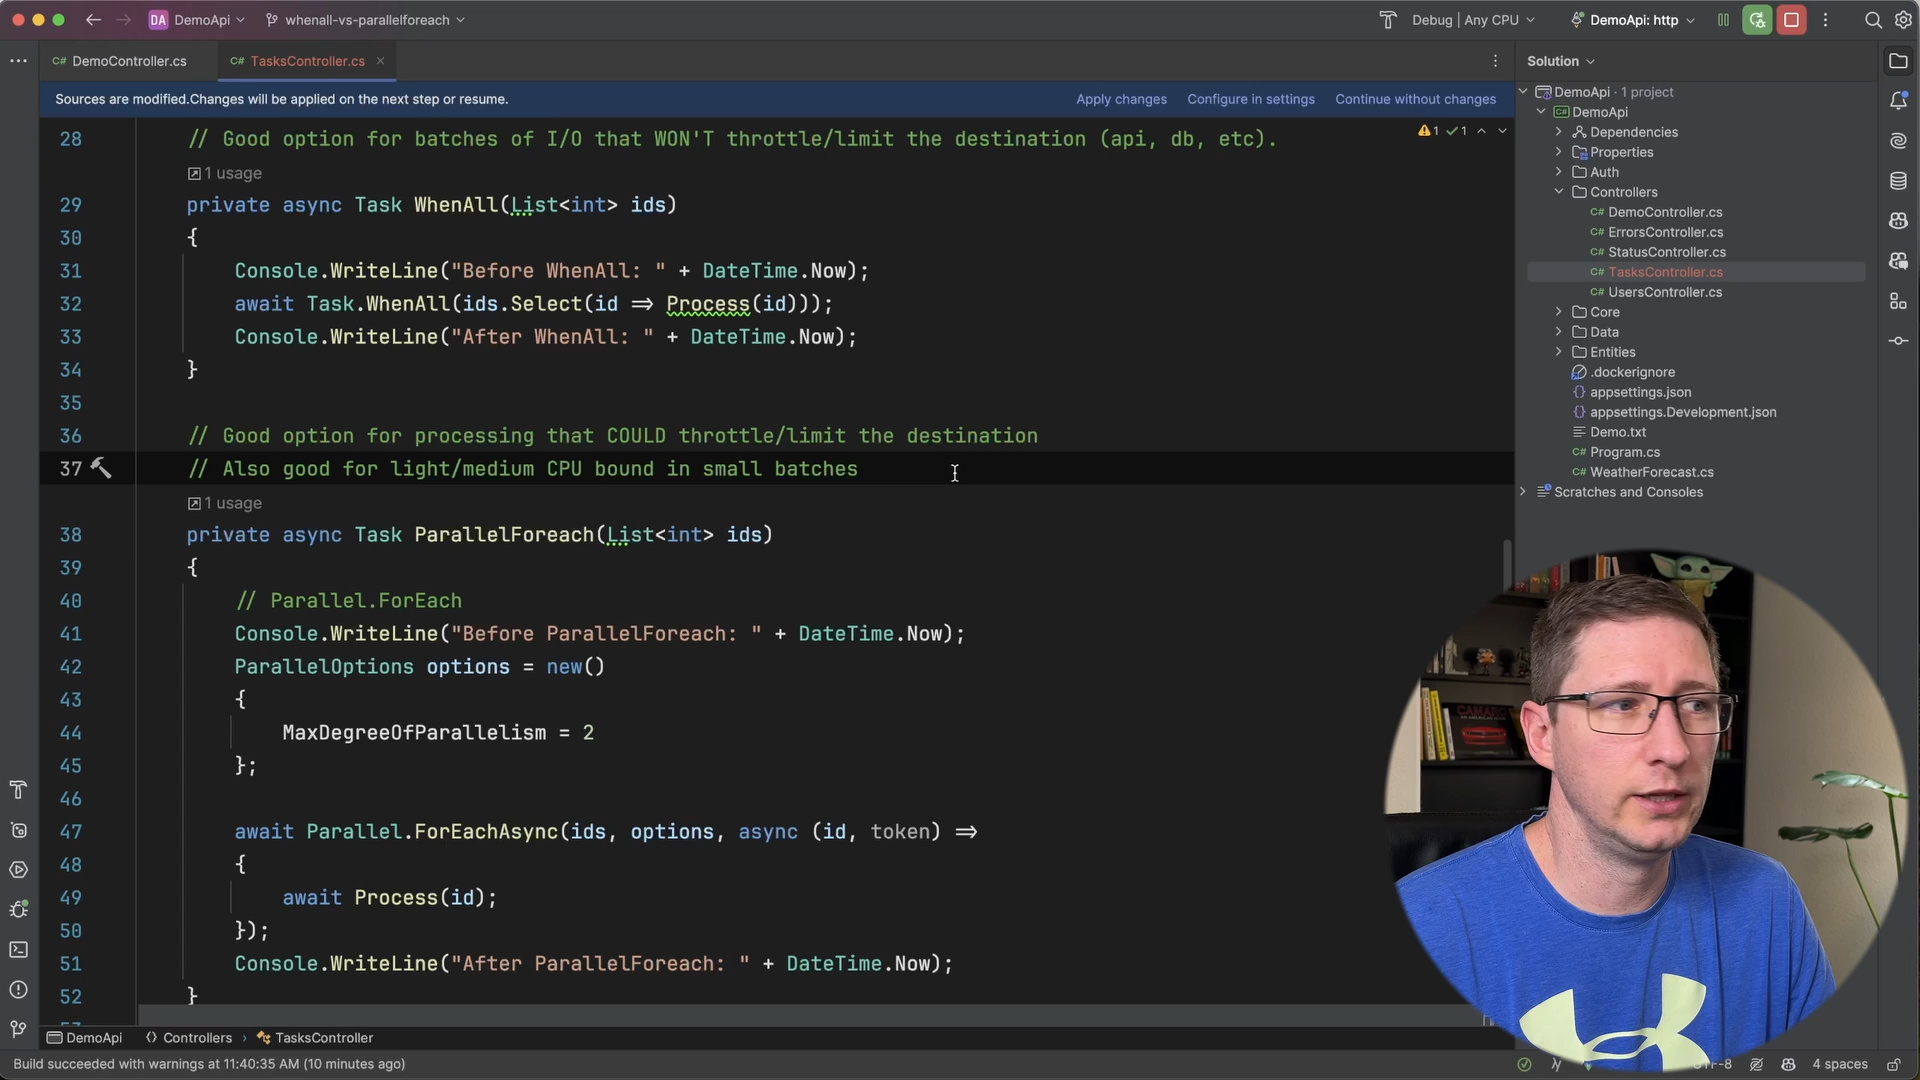 DA DemoApi
whenall-vs-parallelforeach
Debug | Any CPU
DemoApi: http
C# DemoController.cs
C# TasksController.cs
Solution
Sources are modified.Changes will be applied on the next step or resume.
Apply changes
Configure in settings
Continue without changes
28 // Good option for batches of I/O that WON'T throttle/limit the destination (api, db, etc).
1 1
1 usage
29 private async Task WhenAll(List<int> ids)
30 {
31 Console.WriteLine("Before WhenAll: " + DateTime.Now);
32 await Task.WhenAll(ids.Select(id => Process(id)));
33 Console.WriteLine("After WhenAll: " + DateTime.Now);
34 }
35
36 // Good option for processing that COULD throttle/limit the destination
37 // Also good for light/medium CPU bound in small batches
1 usage
38 private async Task ParallelForeach(List<int> ids)
39 {
40 // Parallel.ForEach
41 Console.WriteLine("Before ParallelForeach: " + DateTime.Now);
42 ParallelOptions options = new()
43 {
44 MaxDegreeOfParallelism = 2
45 };
46
47 await Parallel.ForEachAsync(ids, options, async (id, token) =>
48 {
49 await Process(id);
50 });
51 Console.WriteLine("After ParallelForeach: " + DateTime.Now);
52 }
DemoApi · 1 project
C# DemoApi
Dependencies
Properties
Auth
Controllers
C# DemoController.cs
C# ErrorsController.cs
C# StatusController.cs
C# TasksController.cs
C# UsersController.cs
Core
Data
Entities
.dockerignore
{} appsettings.json
{} appsettings.Development.json
Demo.txt
C# Program.cs
C# WeatherForecast.cs
Scratches and Consoles
CAMARO
DemoApi
Controllers
TasksController
Build succeeded with warnings at 11:40:35 AM (10 minutes ago)
4 spaces